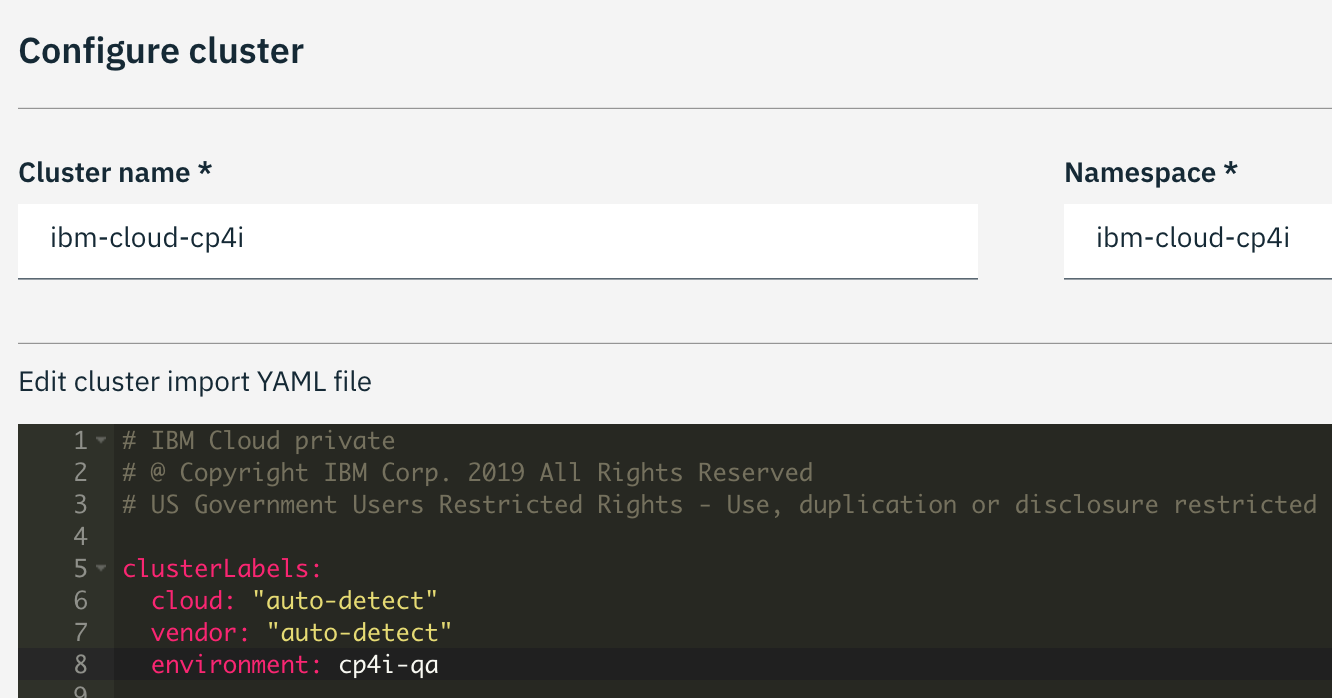 Configure cluster
Cluster name * Namespace *
ibm-cloud-cp4i ibm-cloud-cp4i
Edit cluster import YAML file
1 # IBM Cloud private
2 # @ Copyright IBM Corp. 2019 All Rights Reserved
3 # US Government Users Restricted Rights - Use, duplication or disclosure restricted
4
5 clusterLabels:
6   cloud: "auto-detect"
7   vendor: "auto-detect"
8   environment: cp4i-qa
9